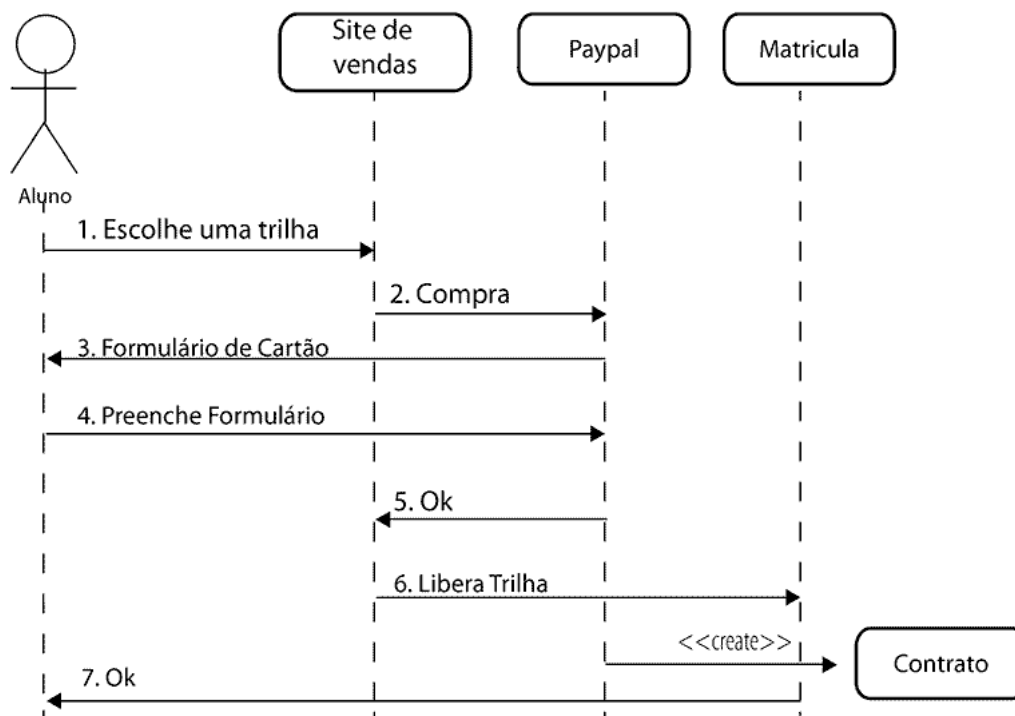 Site de
vendas
Paypal
Matricula
Aluno
1. Escolhe uma trilha
2. Compra
3. Formulário de Cartão
4. Preenche Formulário
5. Ok
6. Libera Trilha
<<create>>
Contrato
7. Ok